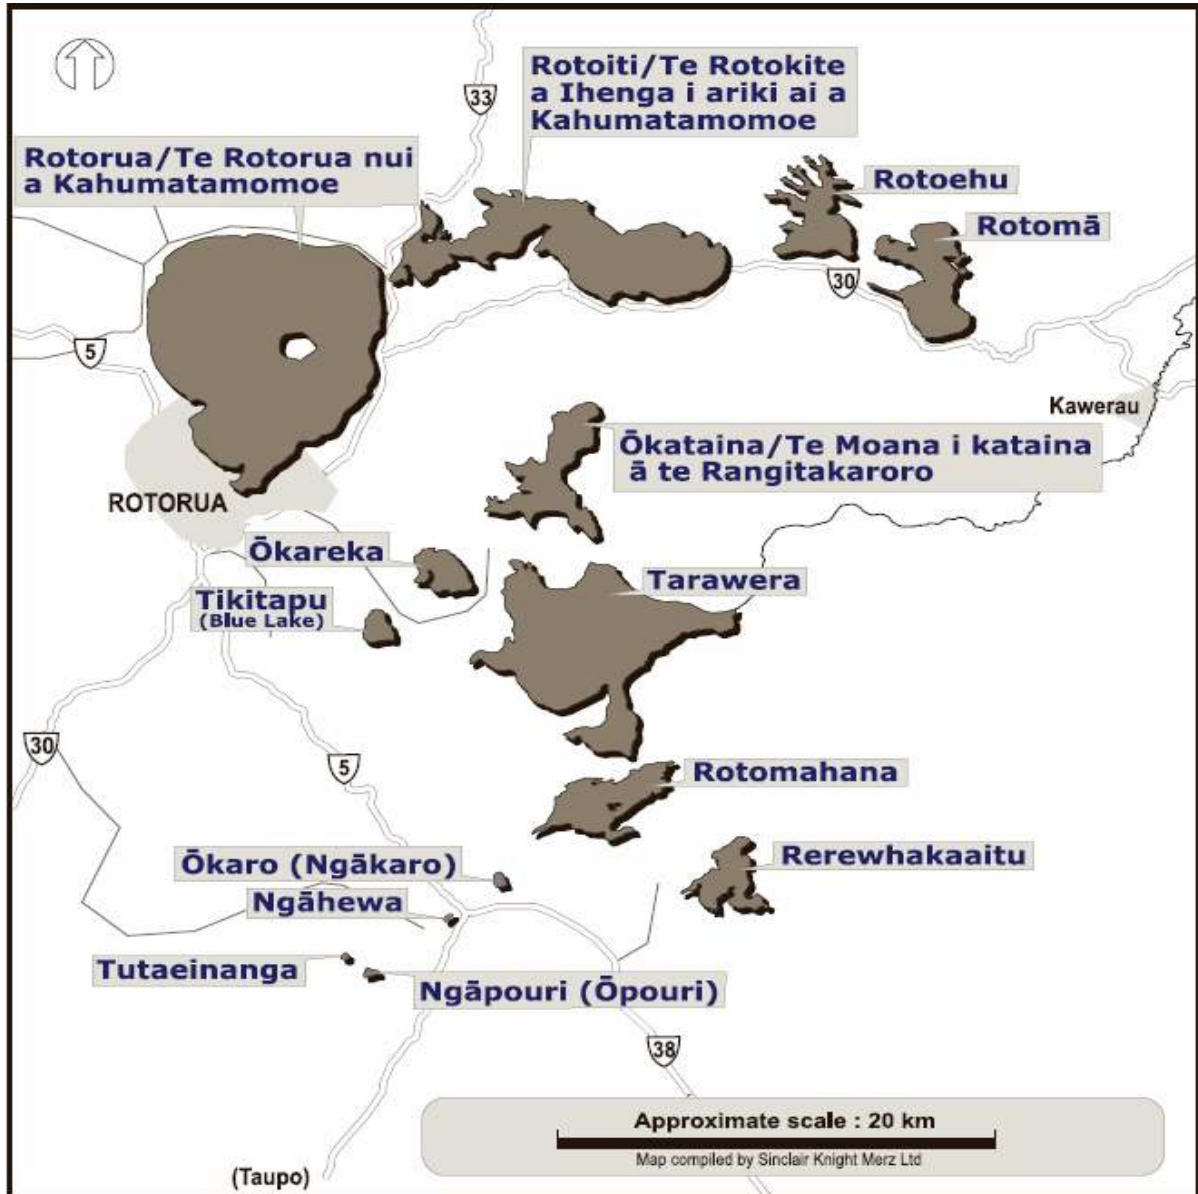 33
Rotoiti/Te Rotokite
a Ihenga i ariki ai a
Kahumatamomoe
Rotorua/Te Rotorua nui
a Kahumatamomoe
Rotoehu
Rotomā
30
5
Kawerau
Ōkataina/Te Moana i kataina
ā te Rangitakaroro
ROTORUA
Ōkareka
Tarawera
Tikitapu
(Blue Lake)
30
5
Rotomahana
Ōkaro (Ngākaro)
Rerewhakaaitu
Ngāhewa
Tutaeinanga
Ngāpouri (Ōpouri)
38
Approximate scale : 20 km
Map compiled by Sinclair Knight Merz Ltd
(Taupo)